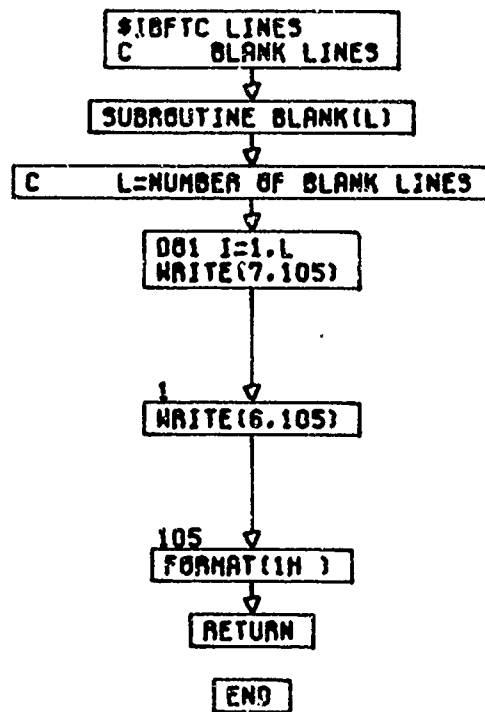 $IBFTC LINES
C BLANK LINES
SUBROUTINE BLANK(L)
C L=NUMBER OF BLANK LINES
DO1 I=1,L
WRITE(7,105)
1
WRITE(6,105)
105
FORMAT(1H )
RETURN
END